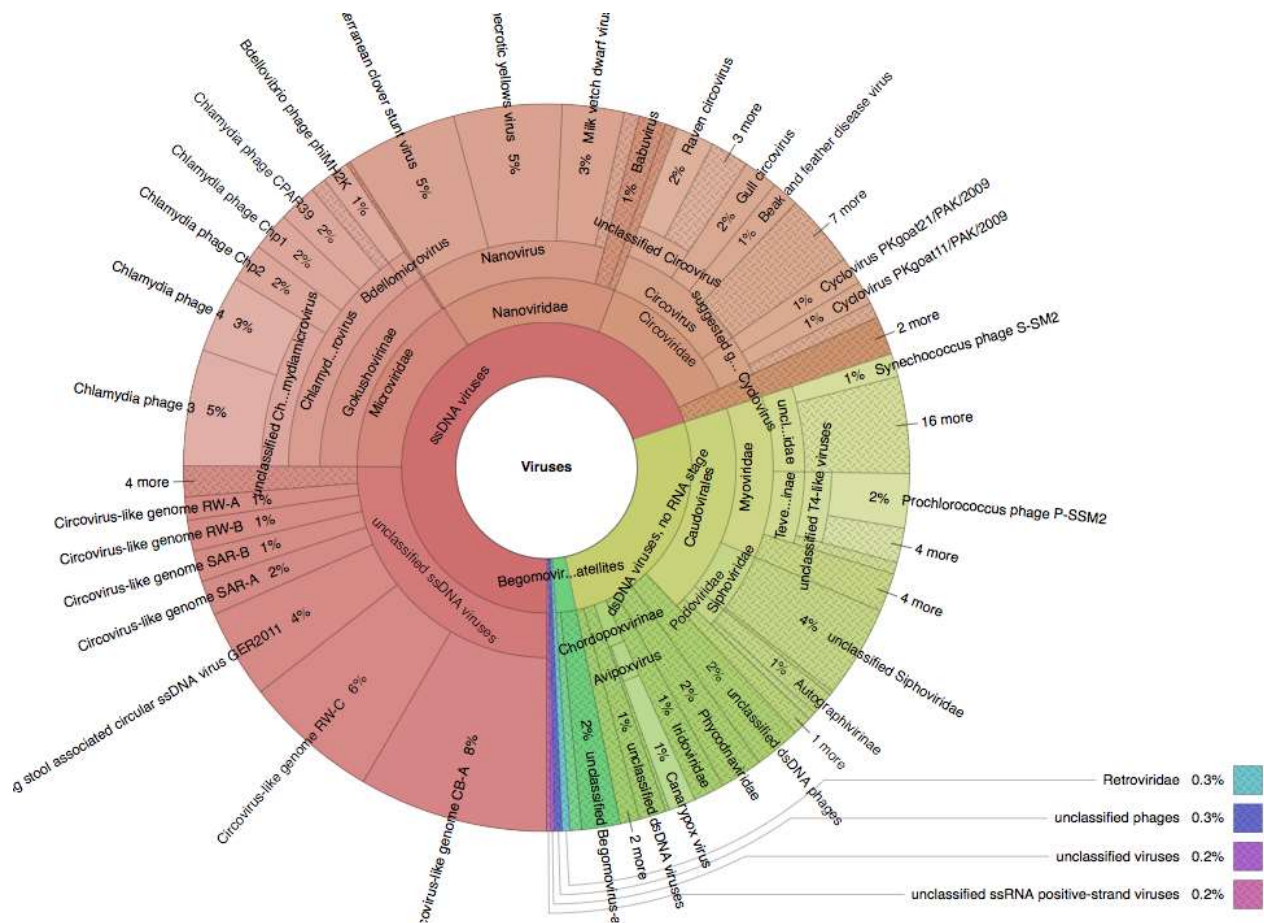 Viruses
ssDNA viruses
Nanoviridae
Nanovirus
terranean clover stunt virus 5%
ecrotic yellows virus 5%
3% Milk vetch dwarf viru
1% Babuvirus
Circoviridae
Circovirus
unclassified Circovirus
2% Raven circovirus
3 more
2% Gull circovirus
1% Beak and feather disease virus
suggested g...
7 more
Cyclovirus
1% Cyclovirus PKgoat21/PAK/2009
1% Cyclovirus PKgoat11/PAK/2009
2 more
Microviridae
Gokushovirinae
Bdellomicrovirus
Bdellovibrio phage phiMH2K 1%
Chlamyd...rovirus
Chlamydia phage CPAR39 2%
Chlamydia phage Chp1 2%
Chlamydia phage Chp2 2%
unclassified Ch...mydiamicrovirus
Chlamydia phage 4 3%
Chlamydia phage 3 5%
unclassified ssDNA viruses
4 more
Circovirus-like genome RW-A 1%
Circovirus-like genome RW-B 1%
Circovirus-like genome SAR-B 1%
Circovirus-like genome SAR-A 2%
g stool associated circular ssDNA virus GER2011 4%
Circovirus-like genome RW-C 6%
covirus-like genome CB-A 8%
dsDNA viruses, no RNA stage
Caudovirales
Myoviridae
uncl...idae
1% Synechococcus phage S-SM2
16 more
Teve...inae
unclassified T4-like viruses
2% Prochlorococcus phage P-SSM2
4 more
4 more
Siphoviridae
4% unclassified Siphoviridae
Podoviridae
1% Autographivirinae
1 more
2% unclassified dsDNA phages
2% Phycodnaviridae
1% Iridoviridae
Chordopoxvirinae
Avipoxvirus
1% Canarypox virus
1% unclassified dsDNA viruses
2 more
Begomovir...atellites
2% unclassified Begomovirus-a
Retroviridae 0.3%
unclassified phages 0.3%
unclassified viruses 0.2%
unclassified ssRNA positive-strand viruses 0.2%